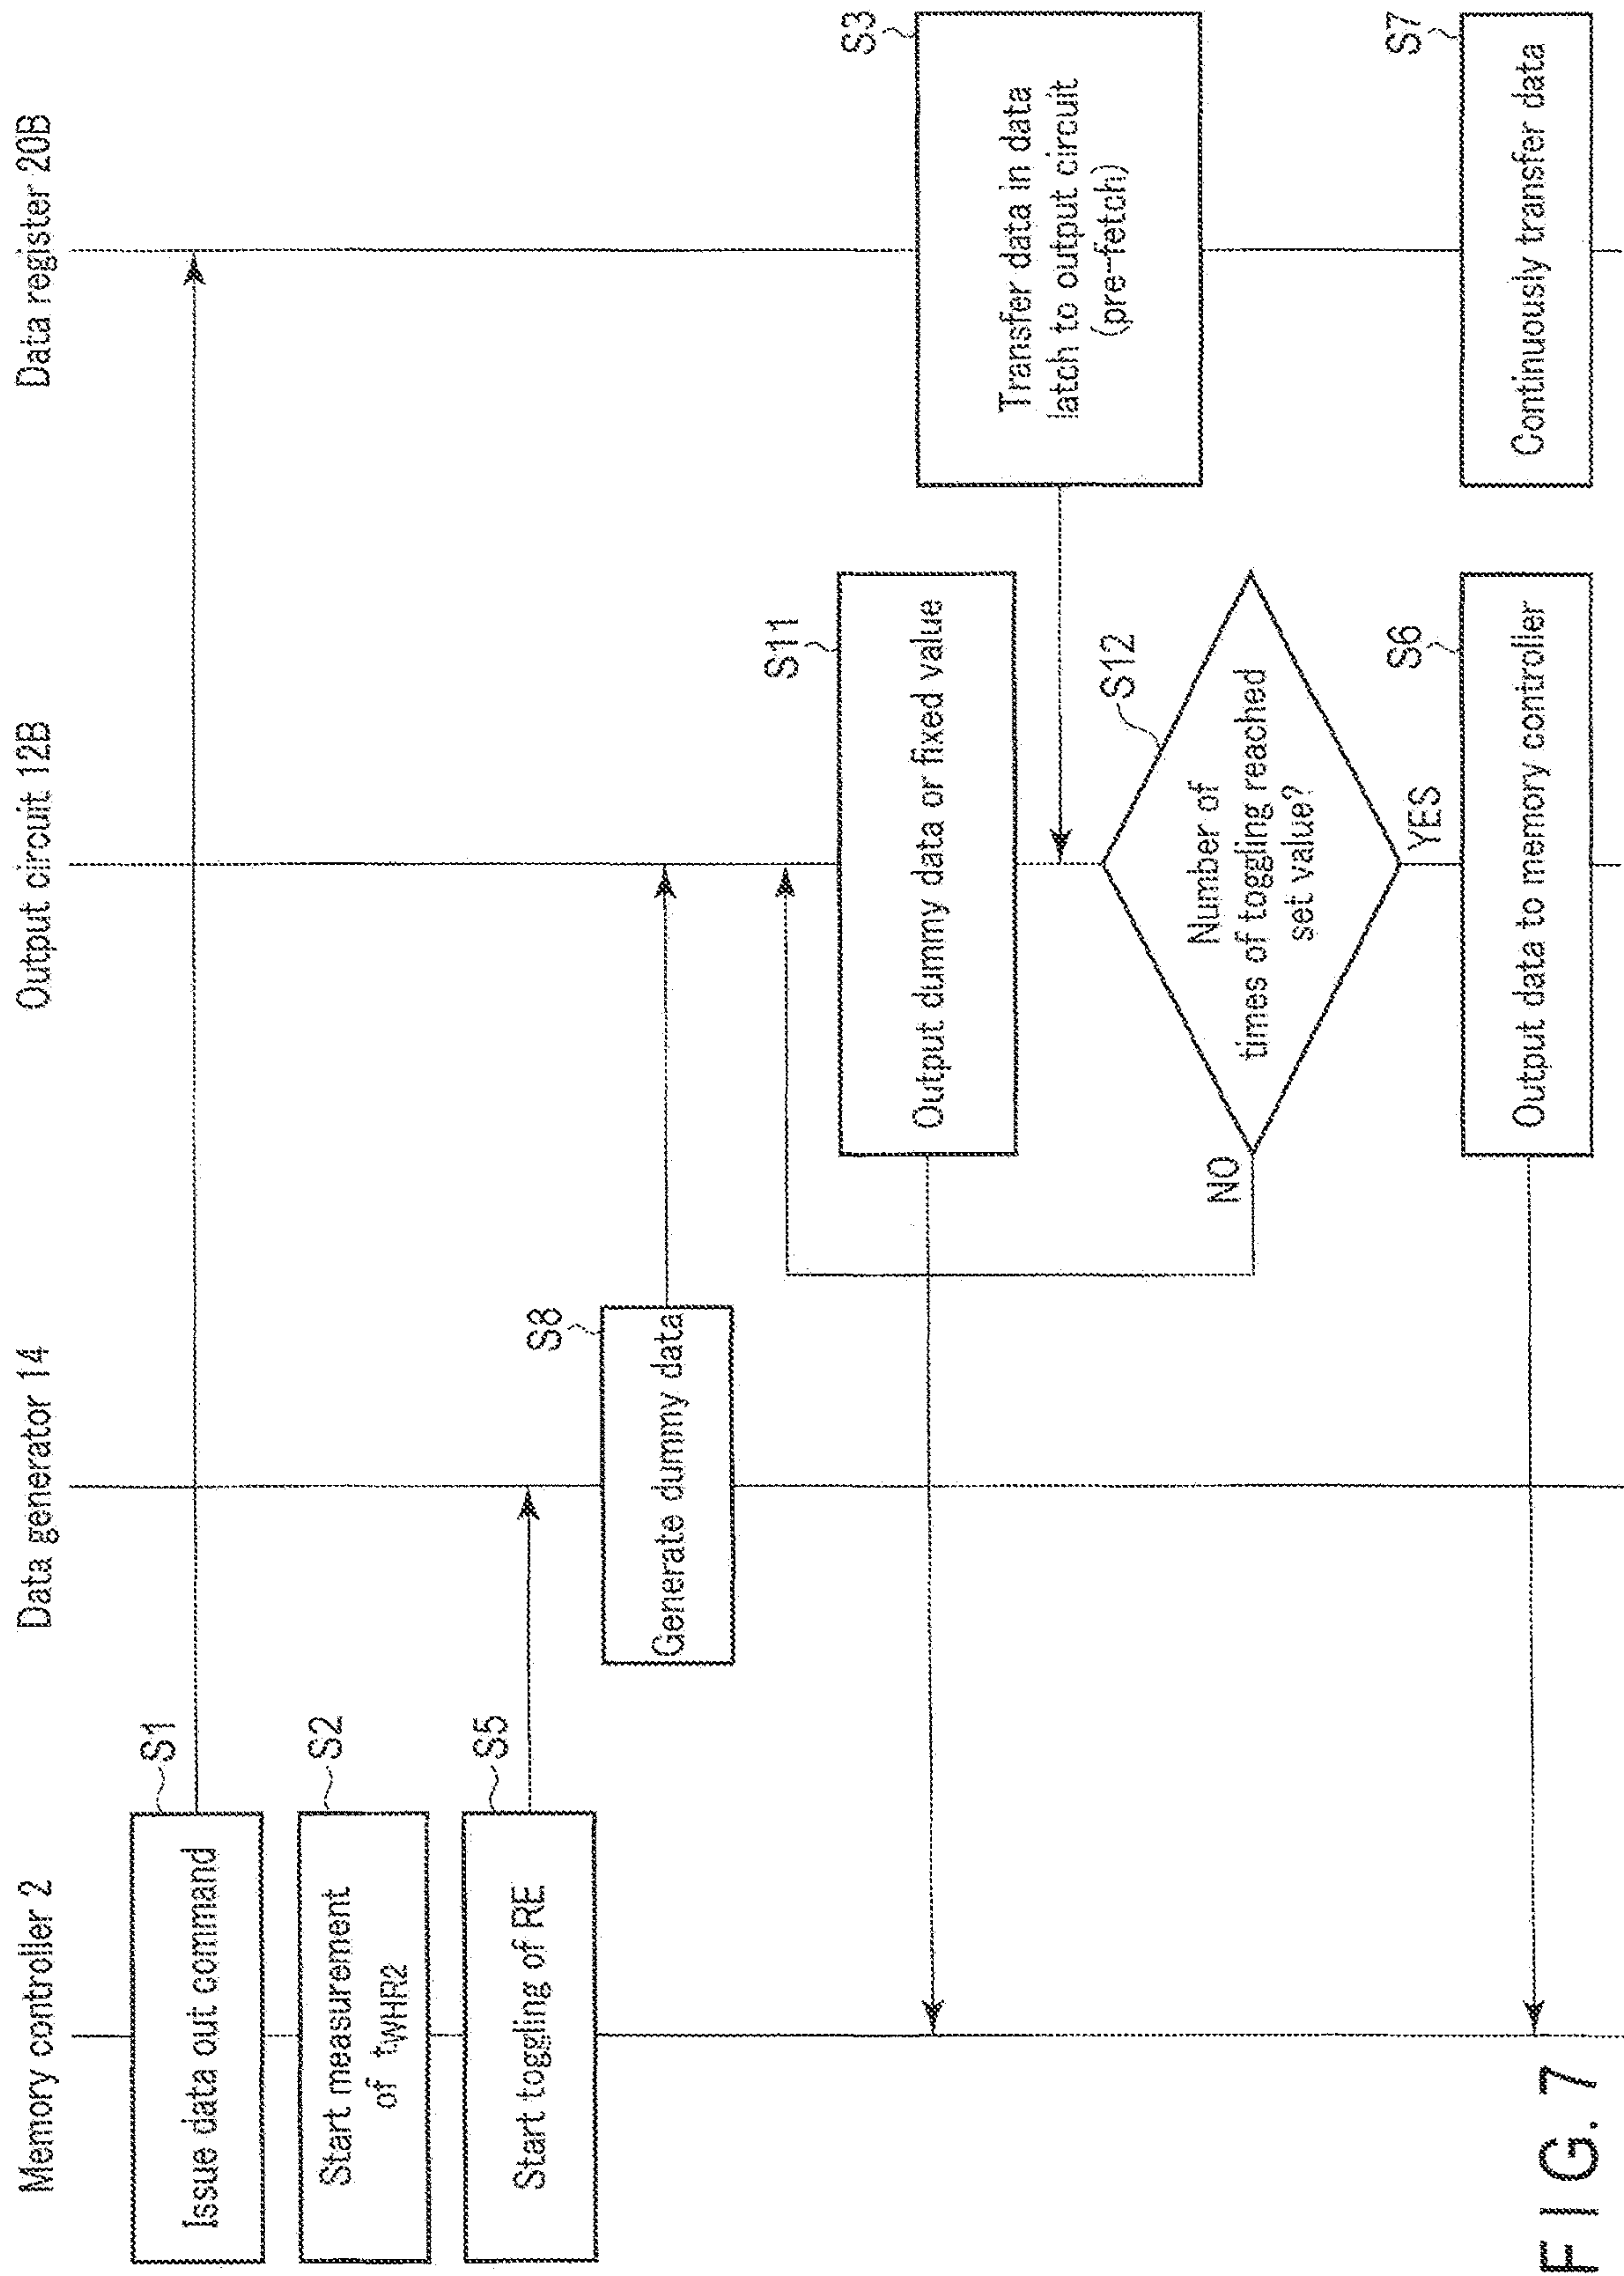 Memory controller 2
Data generator 14
Output circuit 12B
Data register 20B
S1
Issue data out command
S2
Start measurement
of tWHR2
S5
Start toggling of RE
S8
Generate dummy data
S11
Output dummy data or fixed value
S3
Transfer data in data
latch to output circuit
(pre-fetch)
S12
Number of
times of toggling reached
set value?
NO
YES
S6
Output data to memory controller
S7
Continuously transfer data
FIG. 7